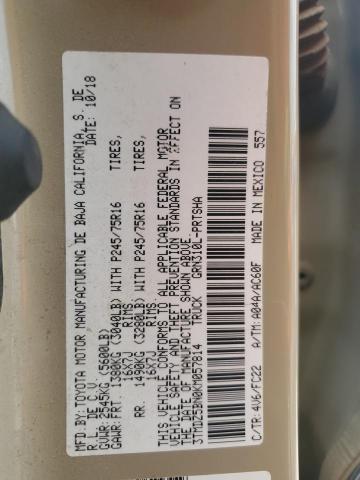 MFD.BY:TOYOTA MOTOR MANUFACTURING DE BAJA CALIFORNIA, S. DE
R.L. DE C.V. DATE: 10/18
GVWR: 2545KG (5600LB)
GAWR:FRT. 1380KG (3040LB) WITH P245/75R16 TIRES,
16X7J RIMS,
RR. 1490KG (3280LB) WITH P245/75R16 TIRES,
16X7J RIMS,
THIS VEHICLE CONFORMS TO ALL APPLICABLE FEDERAL MOTOR
VEHICLE SAFETY AND THEFT PREVENTION STANDARDS IN EFFECT ON
THE DATE OF MANUFACTURE SHOWN ABOVE.
3TMDZ5BN0KM057814 TRUCK GRN310L-PRTSHA
C/TR: 4V6/FC22 A/TM: A04A/AC60F MADE IN MEXICO 557